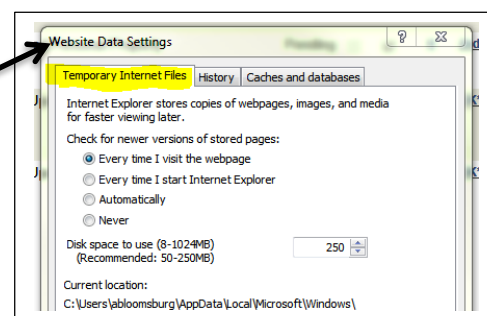 Website Data Settings
Temporary Internet Files History Caches and databases
Internet Explorer stores copies of webpages, images, and media
for faster viewing later.
Check for newer versions of stored pages:
Every time I visit the webpage
Every time I start Internet Explorer
Automatically
Never
Disk space to use (8-1024MB) 250
(Recommended: 50-250MB)
Current location:
C:\Users\abloomsburg\AppData\Local\Microsoft\Windows\